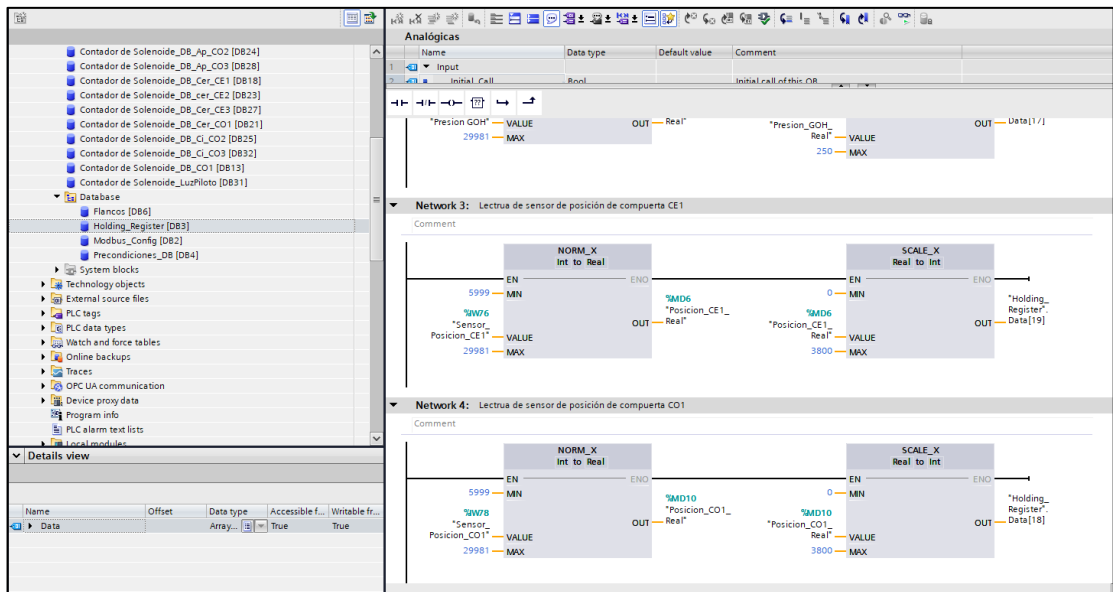 Contador de Solenoide_DB_Ap_CO2 [DB24]
Contador de Solenoide_DB_Ap_CO3 [DB28]
Contador de Solenoide_DB_Cer_CE1 [DB18]
Contador de Solenoide_DB_cer_CE2 [DB23]
Contador de Solenoide_DB_Cer_CE3 [DB27]
Contador de Solenoide_DB_Cer_CO1 [DB21]
Contador de Solenoide_DB_Ci_CO2 [DB25]
Contador de Solenoide_DB_Ci_CO3 [DB32]
Contador de Solenoide_DB_CO1 [DB13]
Contador de Solenoide_LuzPiloto [DB31]
Database
Flancos [DB6]
Holding_Register [DB3]
Modbus_Config [DB2]
Precondiciones_DB [DB4]
System blocks
Technology objects
External source files
PLC tags
PLC data types
Watch and force tables
Online backups
Traces
OPC UA communication
Device proxy data
Program info
PLC alarm text lists
Local modules
Details view
Name Offset Data type Accessible f... Writable fr...
Data Array... True True
Analógicas
Name Data type Default value Comment
1 Input
2 Initial_Call Bool Initial call of this OB
"Presion GOH" VALUE OUT Real" "Presion_GOH_ OUT Data[17]
29981 MAX Real" VALUE
250 MAX
Network 3: Lectrua de sensor de posición de compuerta CE1
Comment
NORM_X SCALE_X
Int to Real Real to Int
EN ENO EN ENO
5999 MIN 0 MIN
%IW76 %MD6 %MD6 "Holding_
"Sensor_ "Posicion_CE1_ "Posicion_CE1_ Register".
Posicion_CE1" VALUE OUT Real" Real" VALUE OUT Data[19]
29981 MAX 3800 MAX
Network 4: Lectrua de sensor de posición de compuerta CO1
Comment
NORM_X SCALE_X
Int to Real Real to Int
EN ENO EN ENO
5999 MIN 0 MIN
%IW78 %MD10 %MD10 "Holding_
"Sensor_ "Posicion_CO1_ "Posicion_CO1_ Register".
Posicion_CO1" VALUE OUT Real" Real" VALUE OUT Data[18]
29981 MAX 3800 MAX